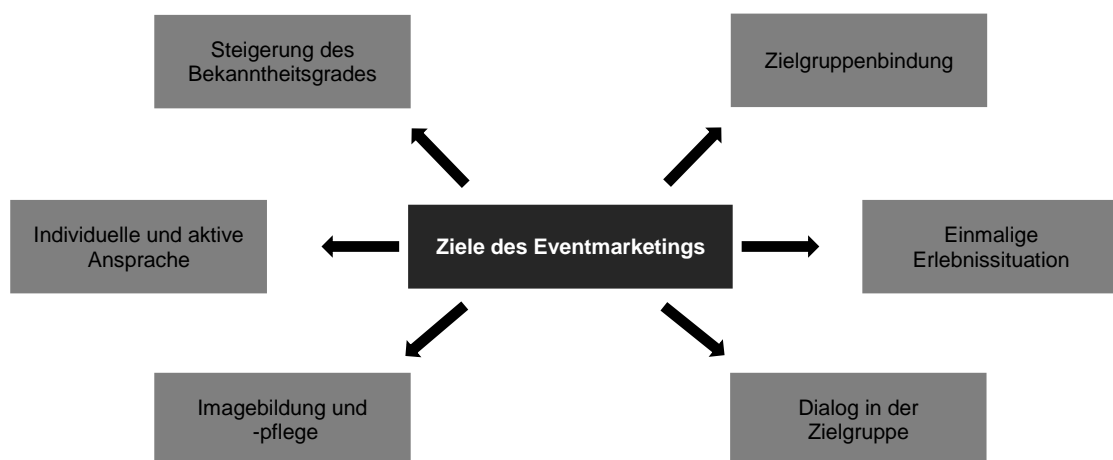 Steigerung des
Bekanntheitsgrades
Zielgruppenbindung
Individuelle und aktive
Ansprache
Ziele des Eventmarketings
Einmalige
Erlebnissituation
Imagebildung und
-pflege
Dialog in der
Zielgruppe